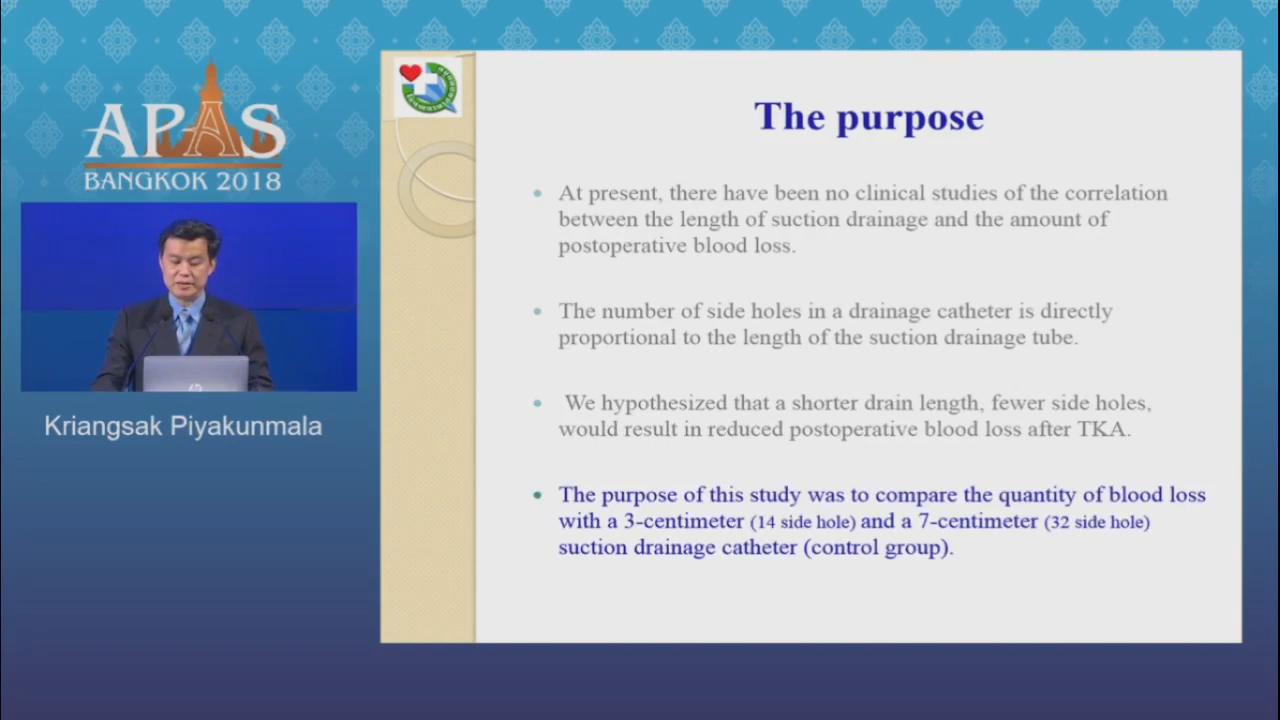 APAS
BANGKOK 2018
Kriangsak Piyakunmala
The purpose
• At present, there have been no clinical studies of the correlation
between the length of suction drainage and the amount of
postoperative blood loss.
• The number of side holes in a drainage catheter is directly
proportional to the length of the suction drainage tube.
• We hypothesized that a shorter drain length, fewer side holes,
would result in reduced postoperative blood loss after TKA.
• The purpose of this study was to compare the quantity of blood loss
with a 3-centimeter (14 side hole) and a 7-centimeter (32 side hole)
suction drainage catheter (control group).